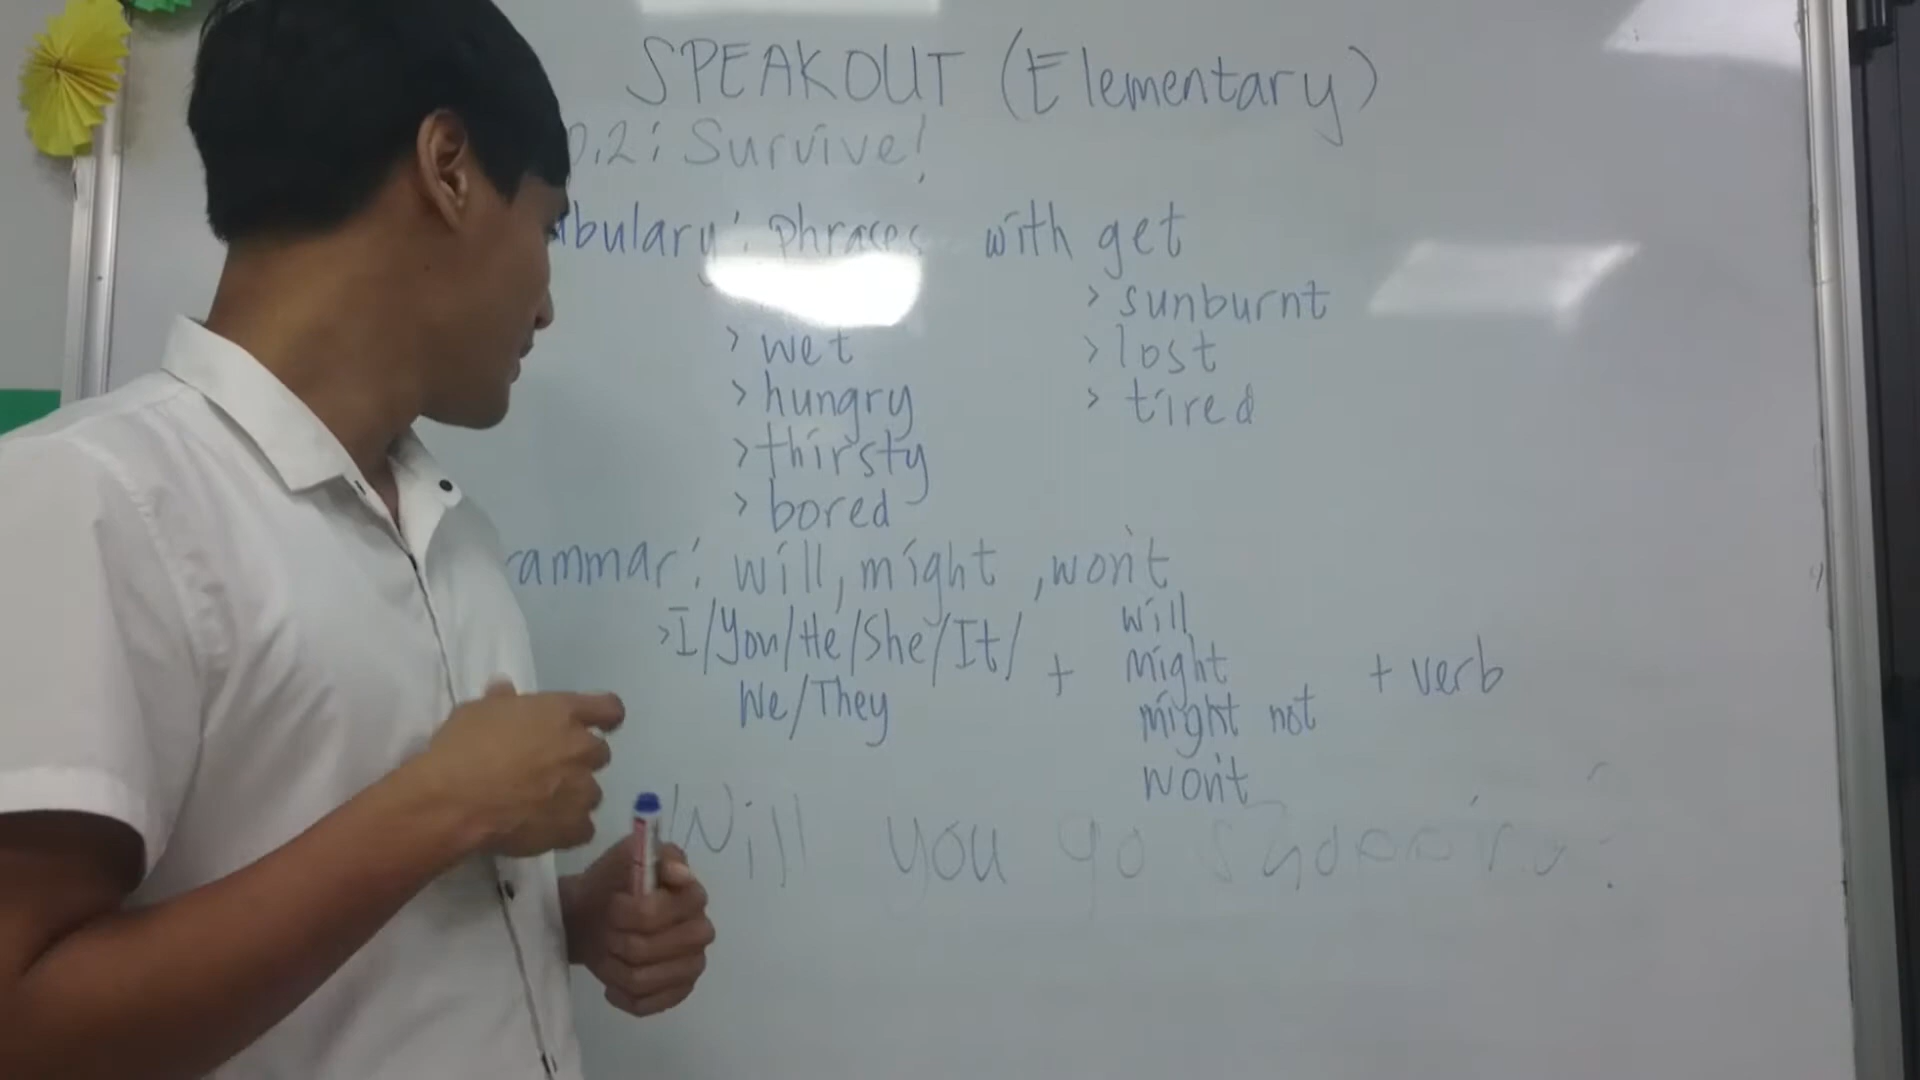 SPEAKOUT (Elementary)
0.2: Survive!
abulary: phrases with get
> sunburnt
> wet
> lost
> hungry
> tired
> thirsty
> bored
rammar: will, might, won't
> I/You/He/She/It/
We/They
+
will
might
might not
won't
+ verb
Will you go